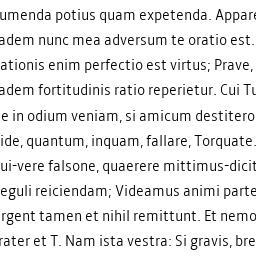 umenda potius quam expetenda. Appare
adem nunc mea adversum te oratio est.
ationis enim perfectio est virtus; Prave,
adem fortitudinis ratio reperietur. Cui Tu
e in odium veniam, si amicum destitero
ide, quantum, inquam, fallare, Torquate.
ui-vere falsone, quaerere mittimus-dicit
eguli reiciendam; Videamus animi parte
rgent tamen et nihil remittunt. Et nemo
rater et T. Nam ista vestra: Si gravis, bre